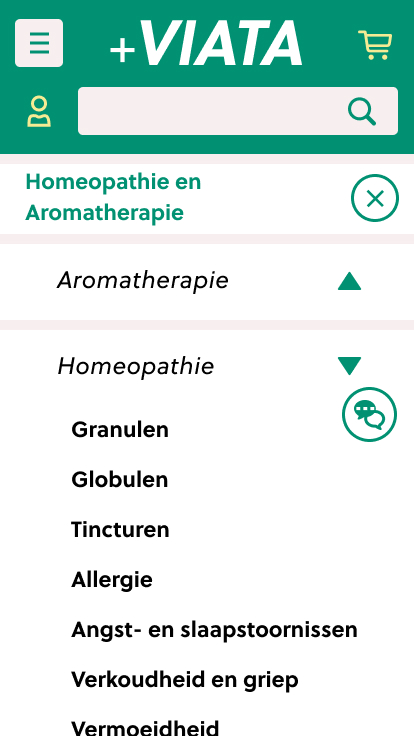 +VIATA
Homeopathie en
Aromatherapie
Aromatherapie
Homeopathie
Granulen
Globulen
Tincturen
Allergie
Angst- en slaapstoornissen
Verkoudheid en griep
Vermoeidheid